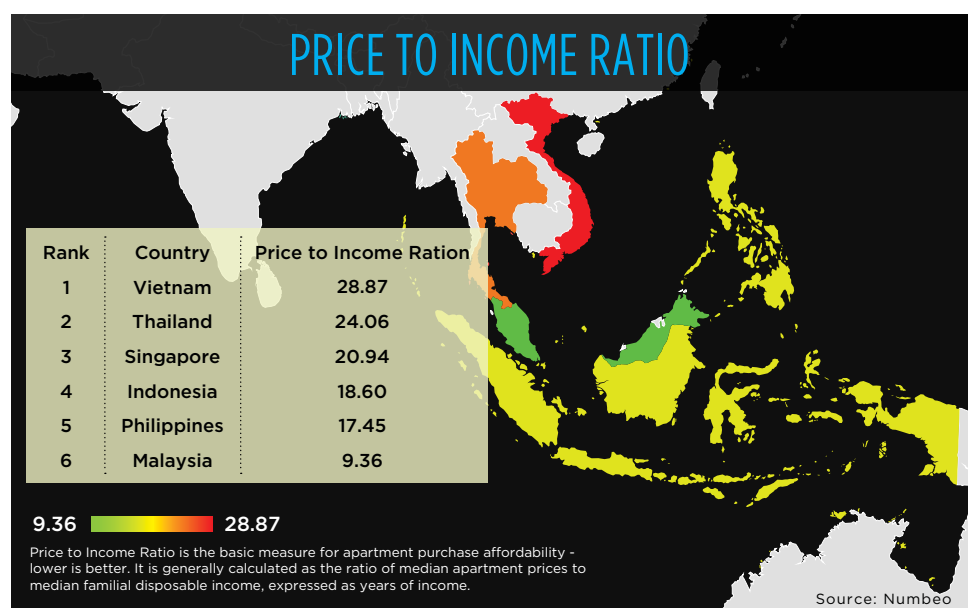 PRICE TO INCOME RATIO
Rank Country Price to Income Ration
1 Vietnam 28.87
2 Thailand 24.06
3 Singapore 20.94
4 Indonesia 18.60
5 Philippines 17.45
6 Malaysia 9.36
9.36 28.87
Price to Income Ratio is the basic measure for apartment purchase affordability -
lower is better. It is generally calculated as the ratio of median apartment prices to
median familial disposable income, expressed as years of income.
Source: Numbeo